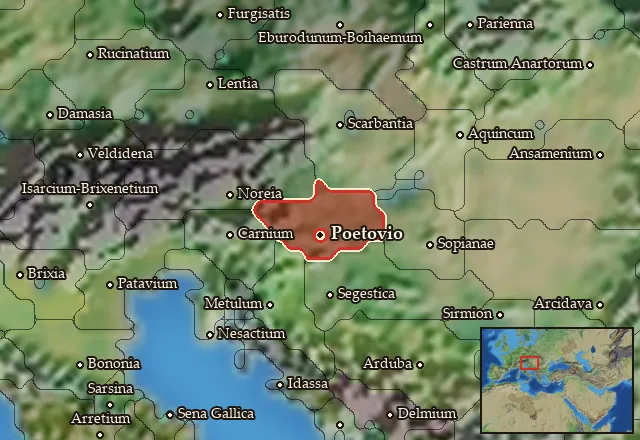 Furgisatis
Parienna
Eburodunum-Boihaemum
Rucinatium
Castrum Anartorum
Lentia
Damasia
Scarbantia
Aquincum
Veldidena
Ansamenium
Isarcium-Brixenetium
Noreia
Carnium
Poetovio
Sopianae
Brixia
Patavium
Segestica
Metulum
Arcidava
Sirmion
Nesactium
Bononia
Arduba
Sarsina
Idassa
Arretium
Sena Gallica
Delmium